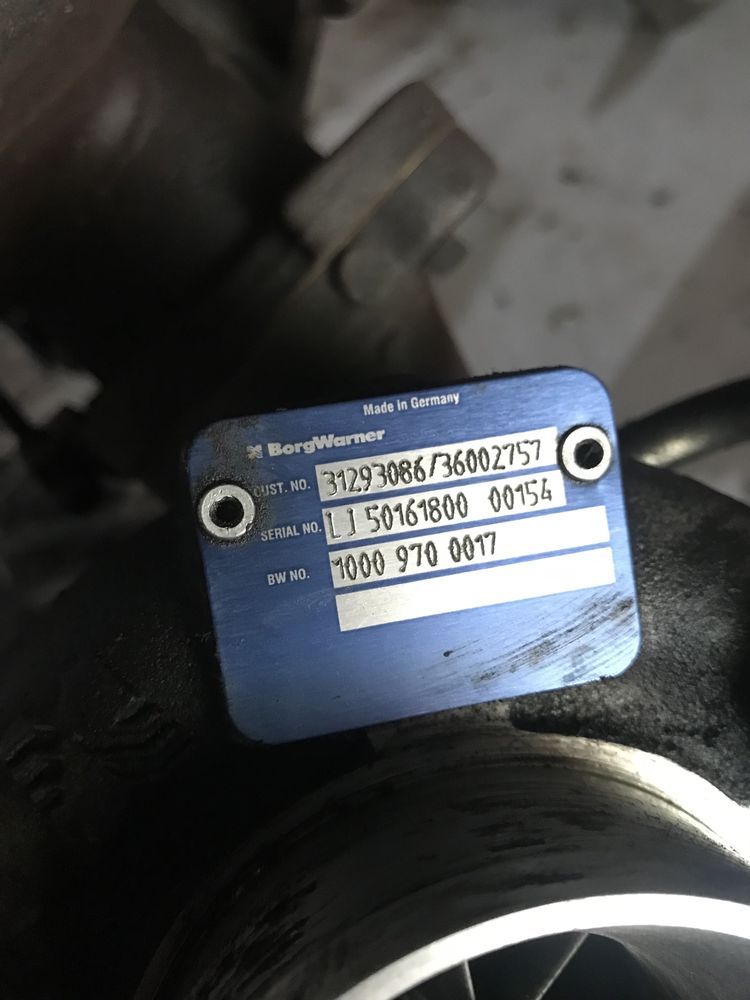 Made in Germany
BorgWarner
CUST. NO. 31293086/36002757
SERIAL NO. LJ 50161800 00154
BW NO. 1000 970 0017